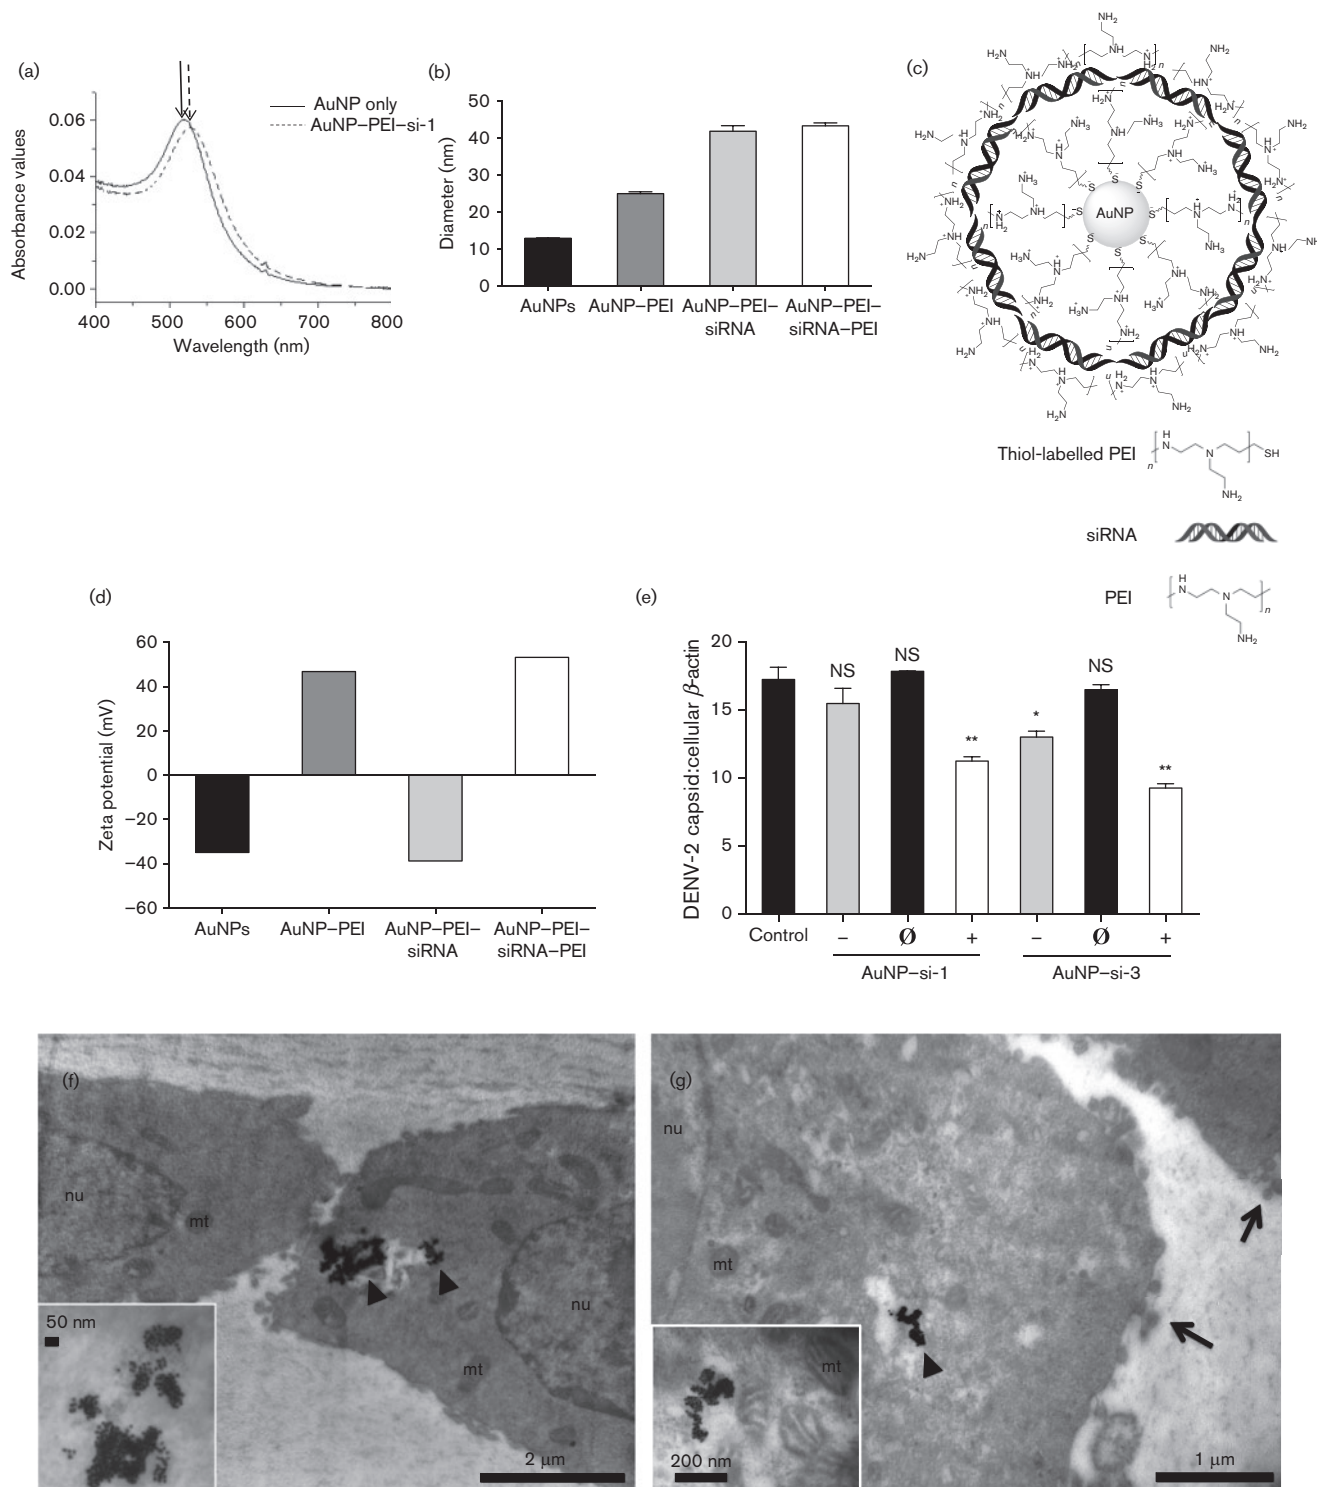 (a)
AuNP only
AuNP–PEI–si-1
Absorbance values
0.06
0.04
0.02
0.00
400 500 600 700 800
Wavelength (nm)
(b)
Diameter (nm)
50
40
30
20
10
0
AuNPs AuNP–PEI AuNP–PEI– AuNP–PEI–
siRNA siRNA–PEI
(c)
AuNP
Thiol-labelled PEI
H
N
N
n
SH
NH₂
siRNA
PEI
H
N
N
n
NH₂
(d)
Zeta potential (mV)
60
40
20
0
−20
−40
−60
AuNPs AuNP–PEI AuNP–PEI– AuNP–PEI–
siRNA siRNA–PEI
(e)
DENV-2 capsid:cellular β-actin
20
15
10
5
0
NS NS ** * NS **
Control – Ø + – Ø +
AuNP–si-1 AuNP–si-3
(f)
nu
mt
nu
mt
50 nm
2 μm
(g)
nu
mt
mt
200 nm
1 μm